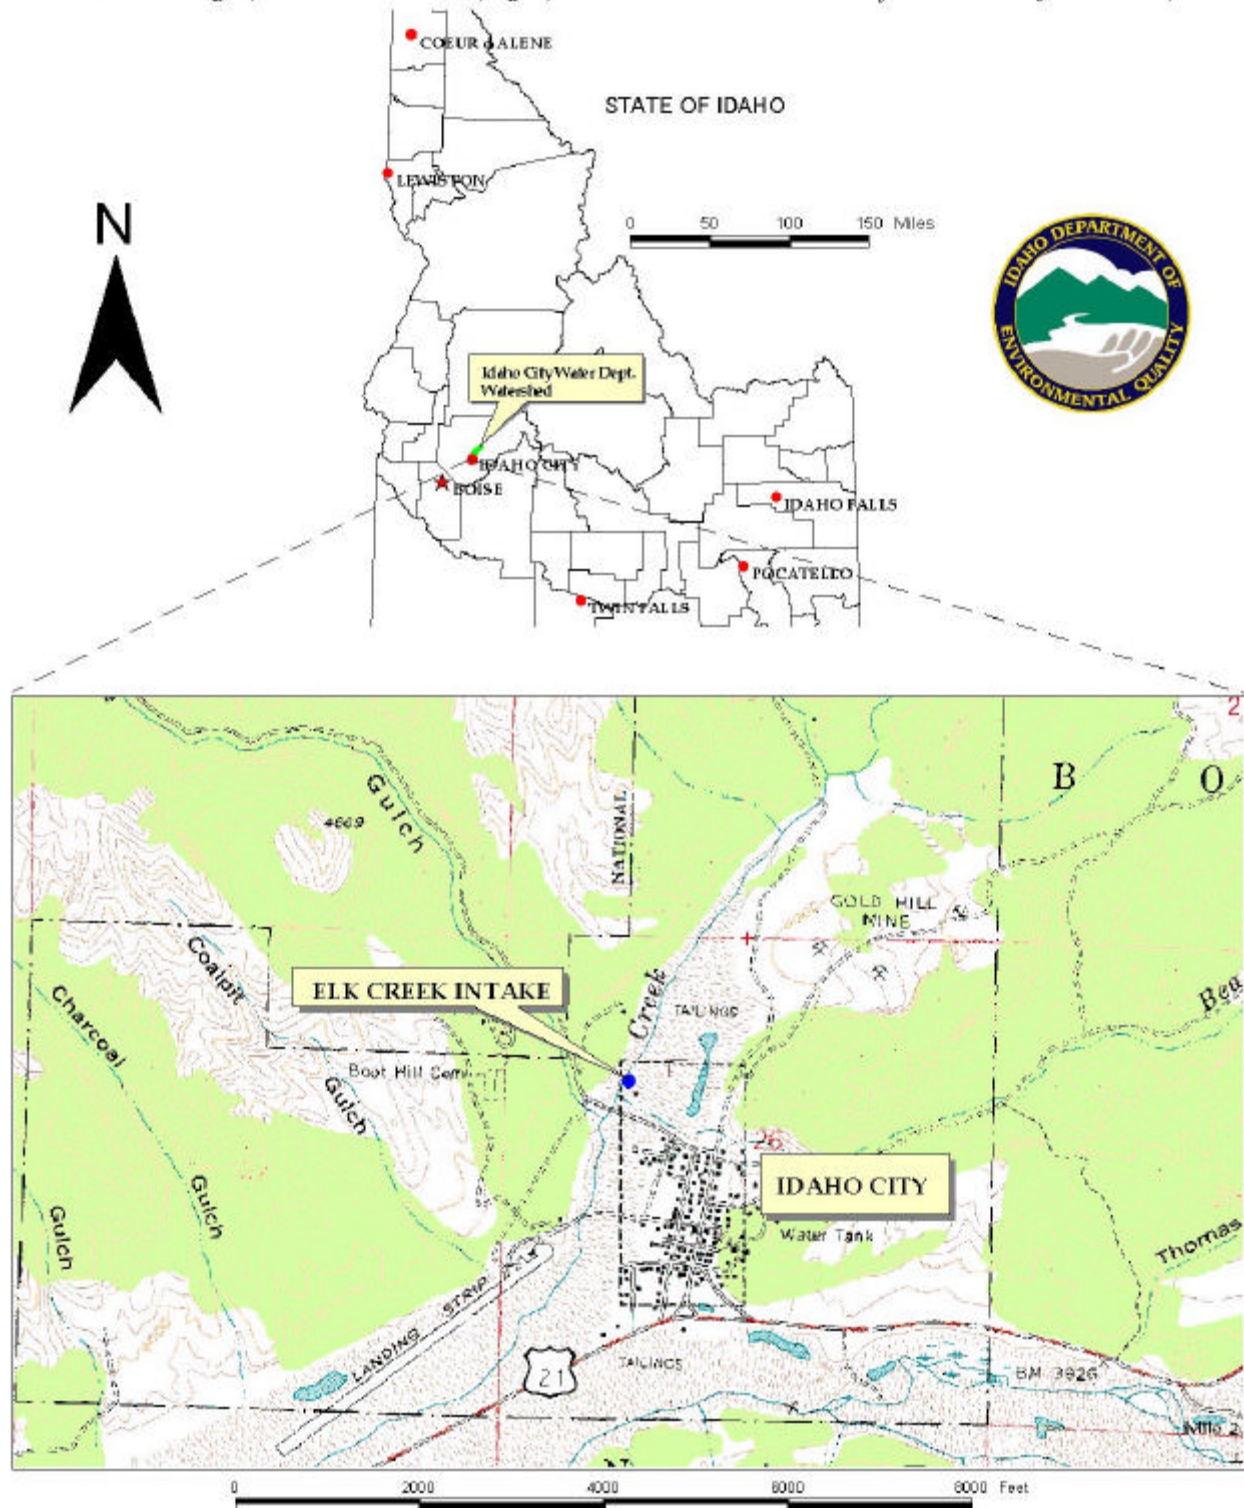 COEUR d ALENE
STATE OF IDAHO
LEWISTON
N
0 50 100 150 Miles
IDAHO DEPARTMENT OF
ENVIRONMENTAL QUALITY
Idaho City Water Dept.
Watershed
IDAHO CITY
BOISE
IDAHO FALLS
POCATELLO
TWIN FALLS
2
B O
Gulch
4669
NATIONAL
GOLD HILL
MINE
Coalpit
ELK CREEK INTAKE
Creek
TAILINGS
Charcoal
Boot Hill Cem
Gulch
26
IDAHO CITY
Gulch
Gulch
Water Tank
Thomas
LANDING STRIP
21
TAILINGS
BM 3926
0 2000 4000 6000 8000 Feet